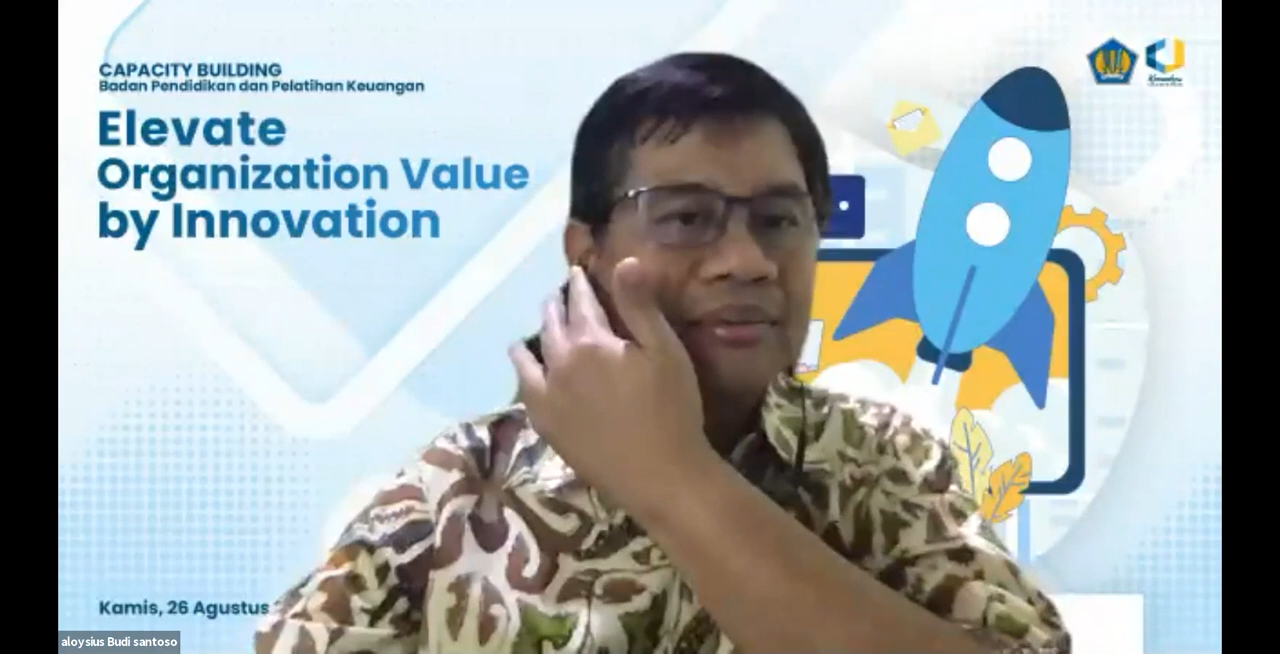 CAPACITY BUILDING
Badan Pendidikan dan Pelatihan Keuangan
Elevate
Organization Value
by Innovation
Kamis, 26 Agustus
aloysius Budi santoso